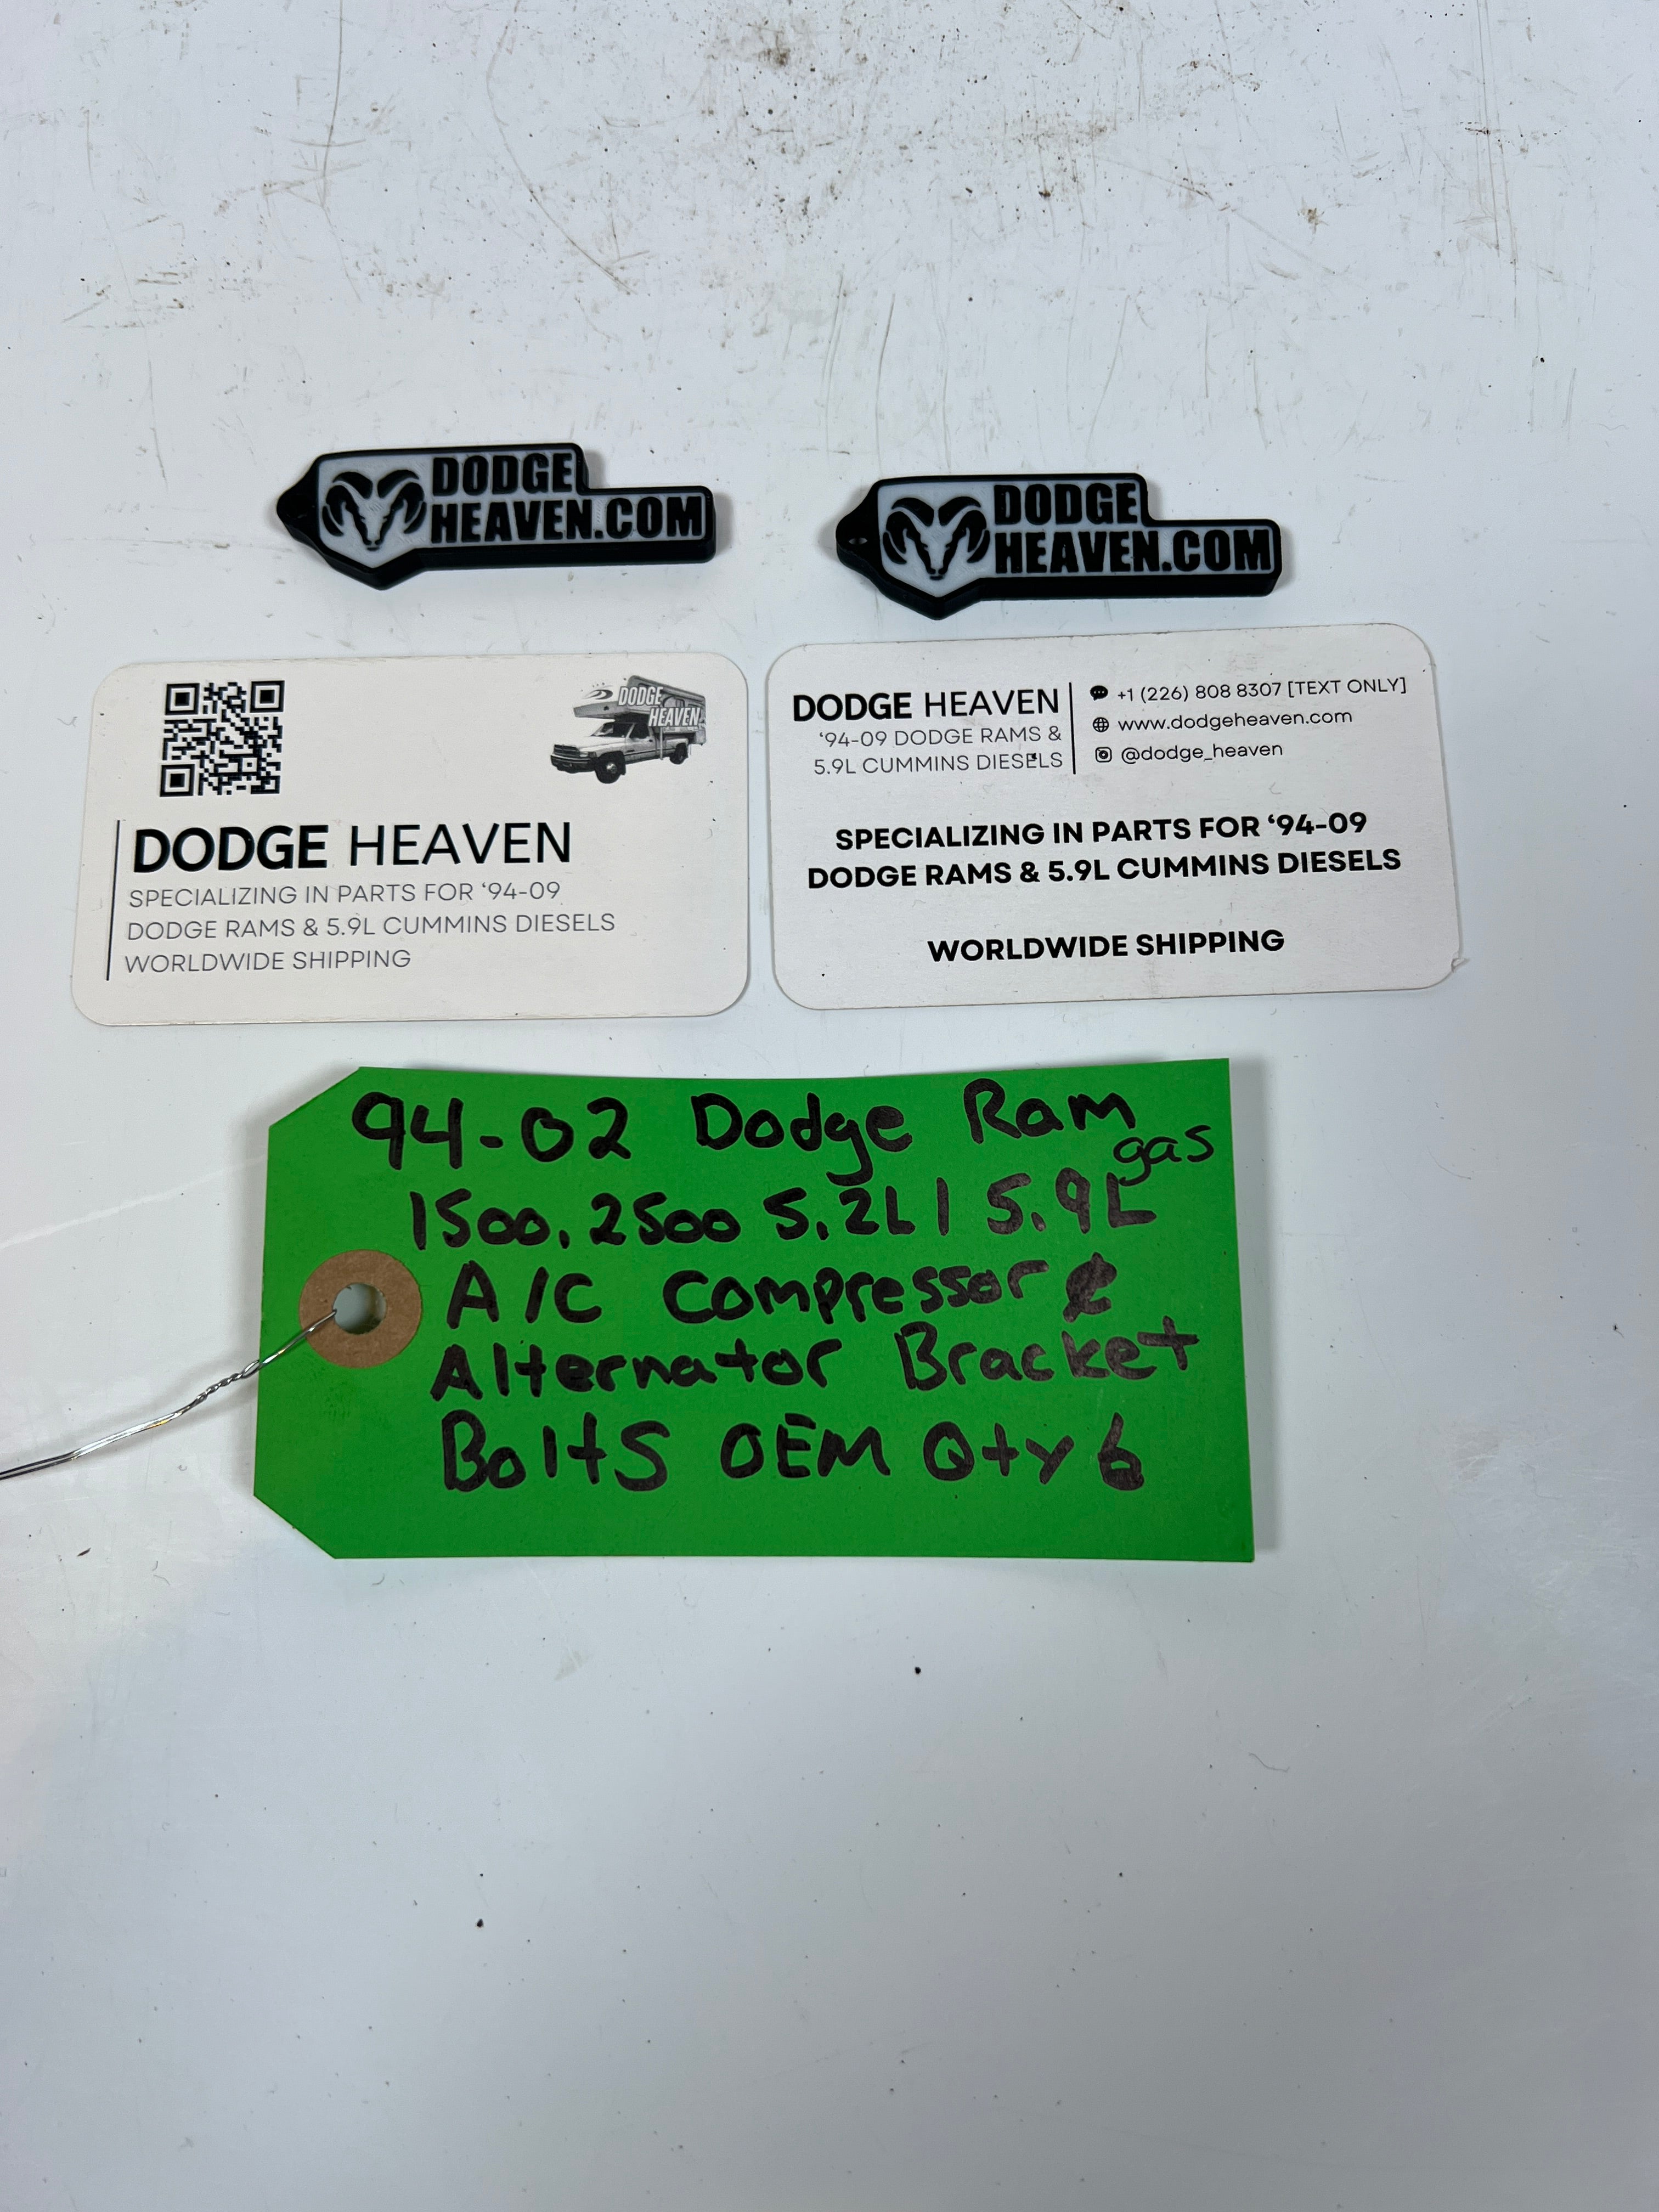 DODGE
HEAVEN.COM
DODGE
HEAVEN.COM
DODGE
HEAVEN
DODGE HEAVEN
SPECIALIZING IN PARTS FOR ‘94-09
DODGE RAMS & 5.9L CUMMINS DIESELS
WORLDWIDE SHIPPING
DODGE HEAVEN
‘94-09 DODGE RAMS &
5.9L CUMMINS DIESELS
+1 (226) 808 8307 [TEXT ONLY]
www.dodgeheaven.com
@dodge_heaven
SPECIALIZING IN PARTS FOR ‘94-09
DODGE RAMS & 5.9L CUMMINS DIESELS
WORLDWIDE SHIPPING
94-02 Dodge Ram
gas
1500, 2500 5.2L | 5.9L
A/C Compressor &
Alternator Bracket
Bolts OEM Qty 6